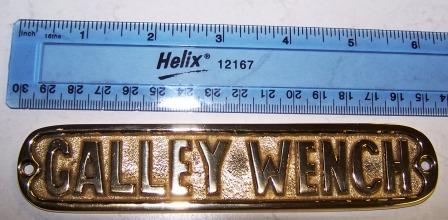 inch 16ths 1 2 3 4 5 6
Helix® 12167
30 29 28 27 26 25 24 23 22 21 20 19 18 17 16 15
GALLEY WENCH